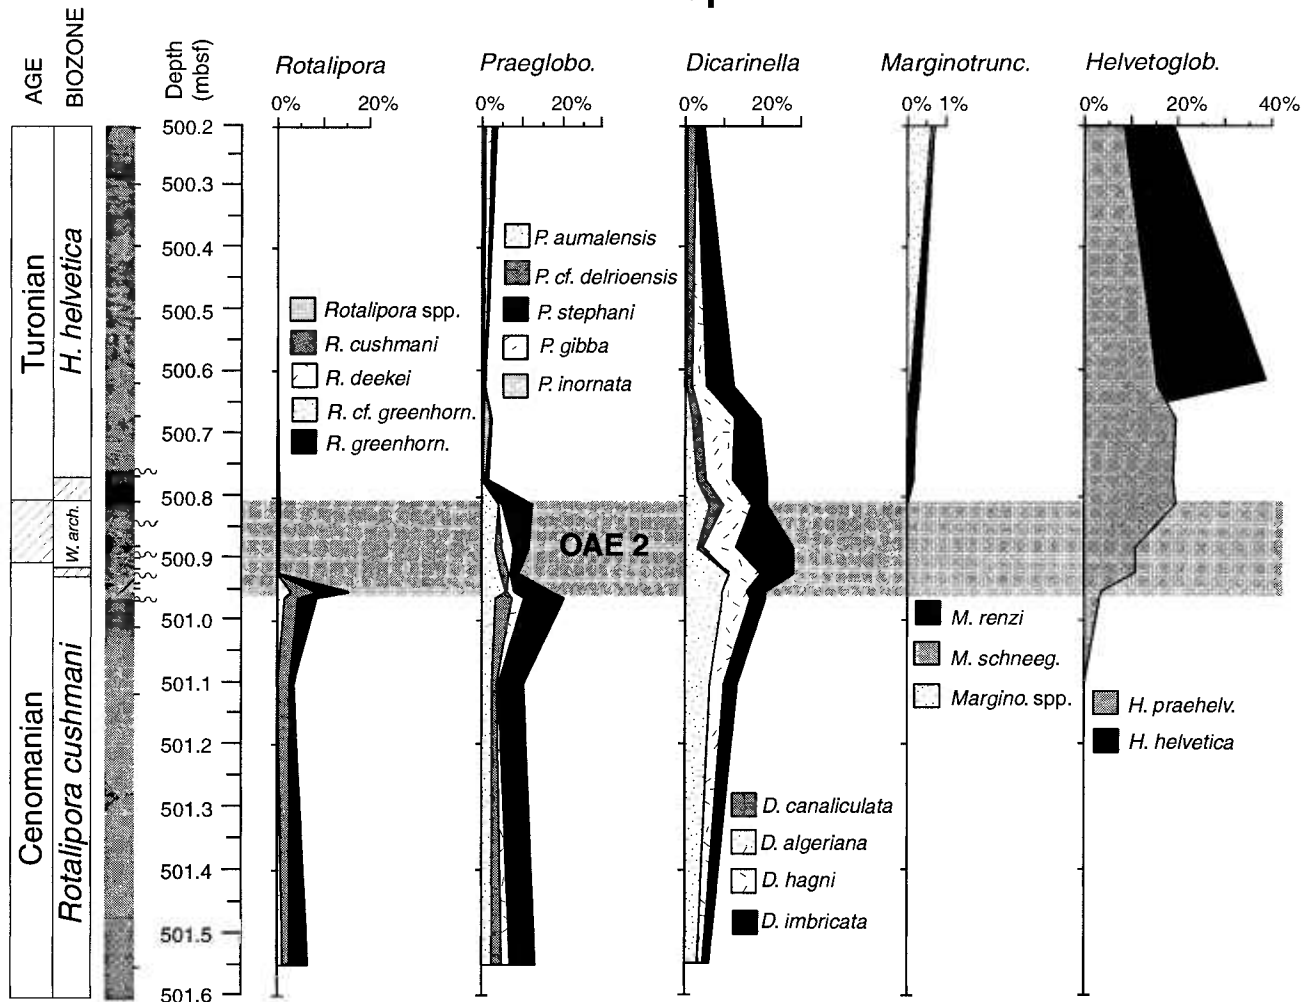 AGE
BIOZONE
Depth
(mbsf)
Rotalipora
Praeglobo.
Dicarinella
Marginotrunc.
Helvetoglob.
0% 20%
0% 20%
0% 20%
0% 1%
0% 20% 40%
500.2
500.3
500.4
500.5
500.6
500.7
500.8
500.9
501.0
501.1
501.2
501.3
501.4
501.5
501.6
Turonian
H. helvetica
W. arch.
Cenomanian
Rotalipora cushmani
Rotalipora spp.
R. cushmani
R. deekei
R. cf. greenhorn.
R. greenhorn.
P. aumalensis
P. cf. delrioensis
P. stephani
P. gibba
P. inornata
OAE 2
D. canaliculata
D. algeriana
D. hagni
D. imbricata
M. renzi
M. schneeg.
Margino. spp.
H. praehelv.
H. helvetica